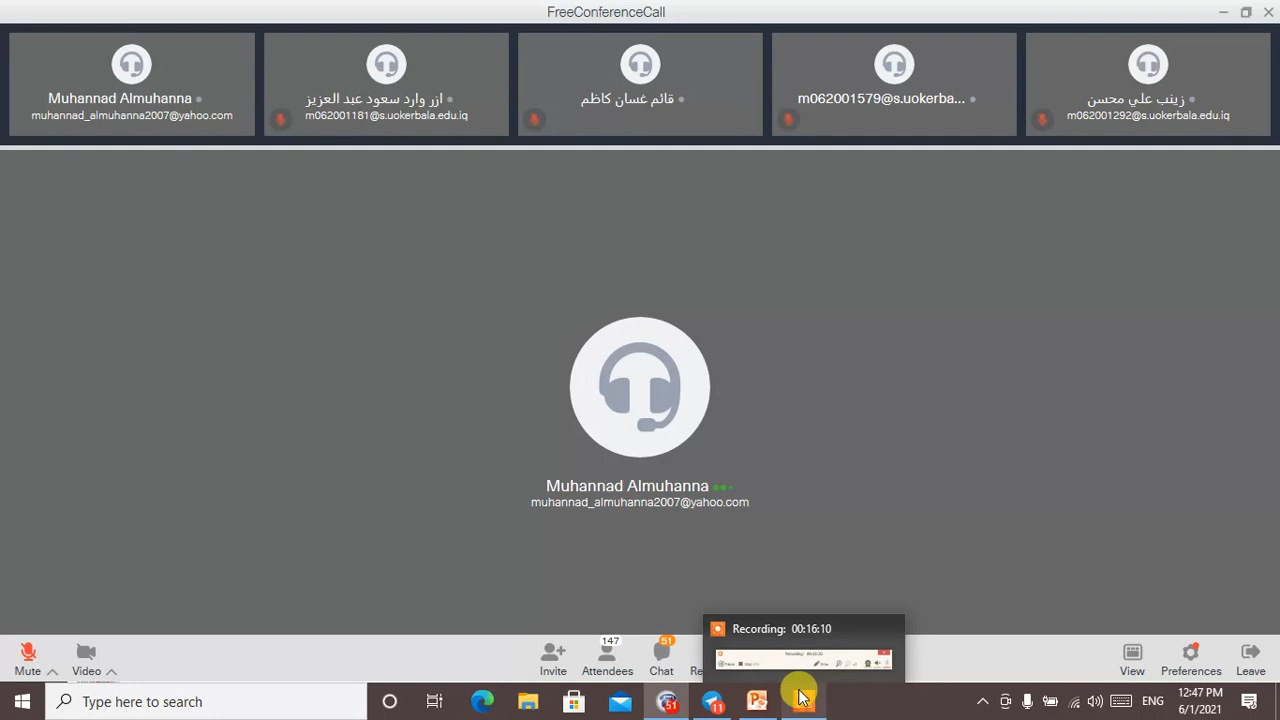 FreeConferenceCall
Muhannad Almuhanna
muhannad_almuhanna2007@yahoo.com
ازر وارد سعود عبد العزيز
m062001181@s.uokerbala.edu.iq
قائم غسان كاظم
m062001579@s.uokerba...
زينب علي محسن
m062001292@s.uokerbala.edu.iq
Muhannad Almuhanna
muhannad_almuhanna2007@yahoo.com
Recording: 00:16:10
147
51
Mute
Video
Invite
Attendees
Chat
Re
View
Preferences
Leave
Type here to search
51
11
ENG
12:47 PM
6/1/2021